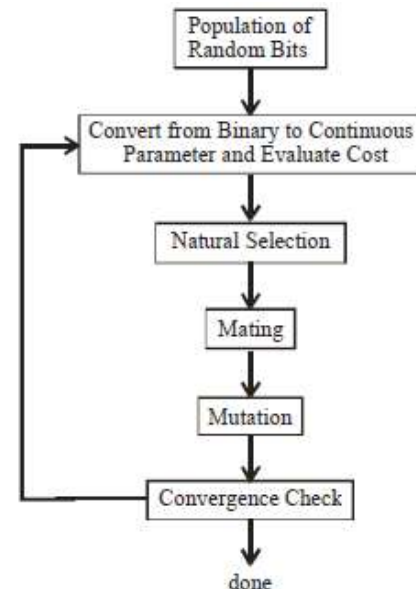 Population of
Random Bits
Convert from Binary to Continuous
Parameter and Evaluate Cost
Natural Selection
Mating
Mutation
Convergence Check
done